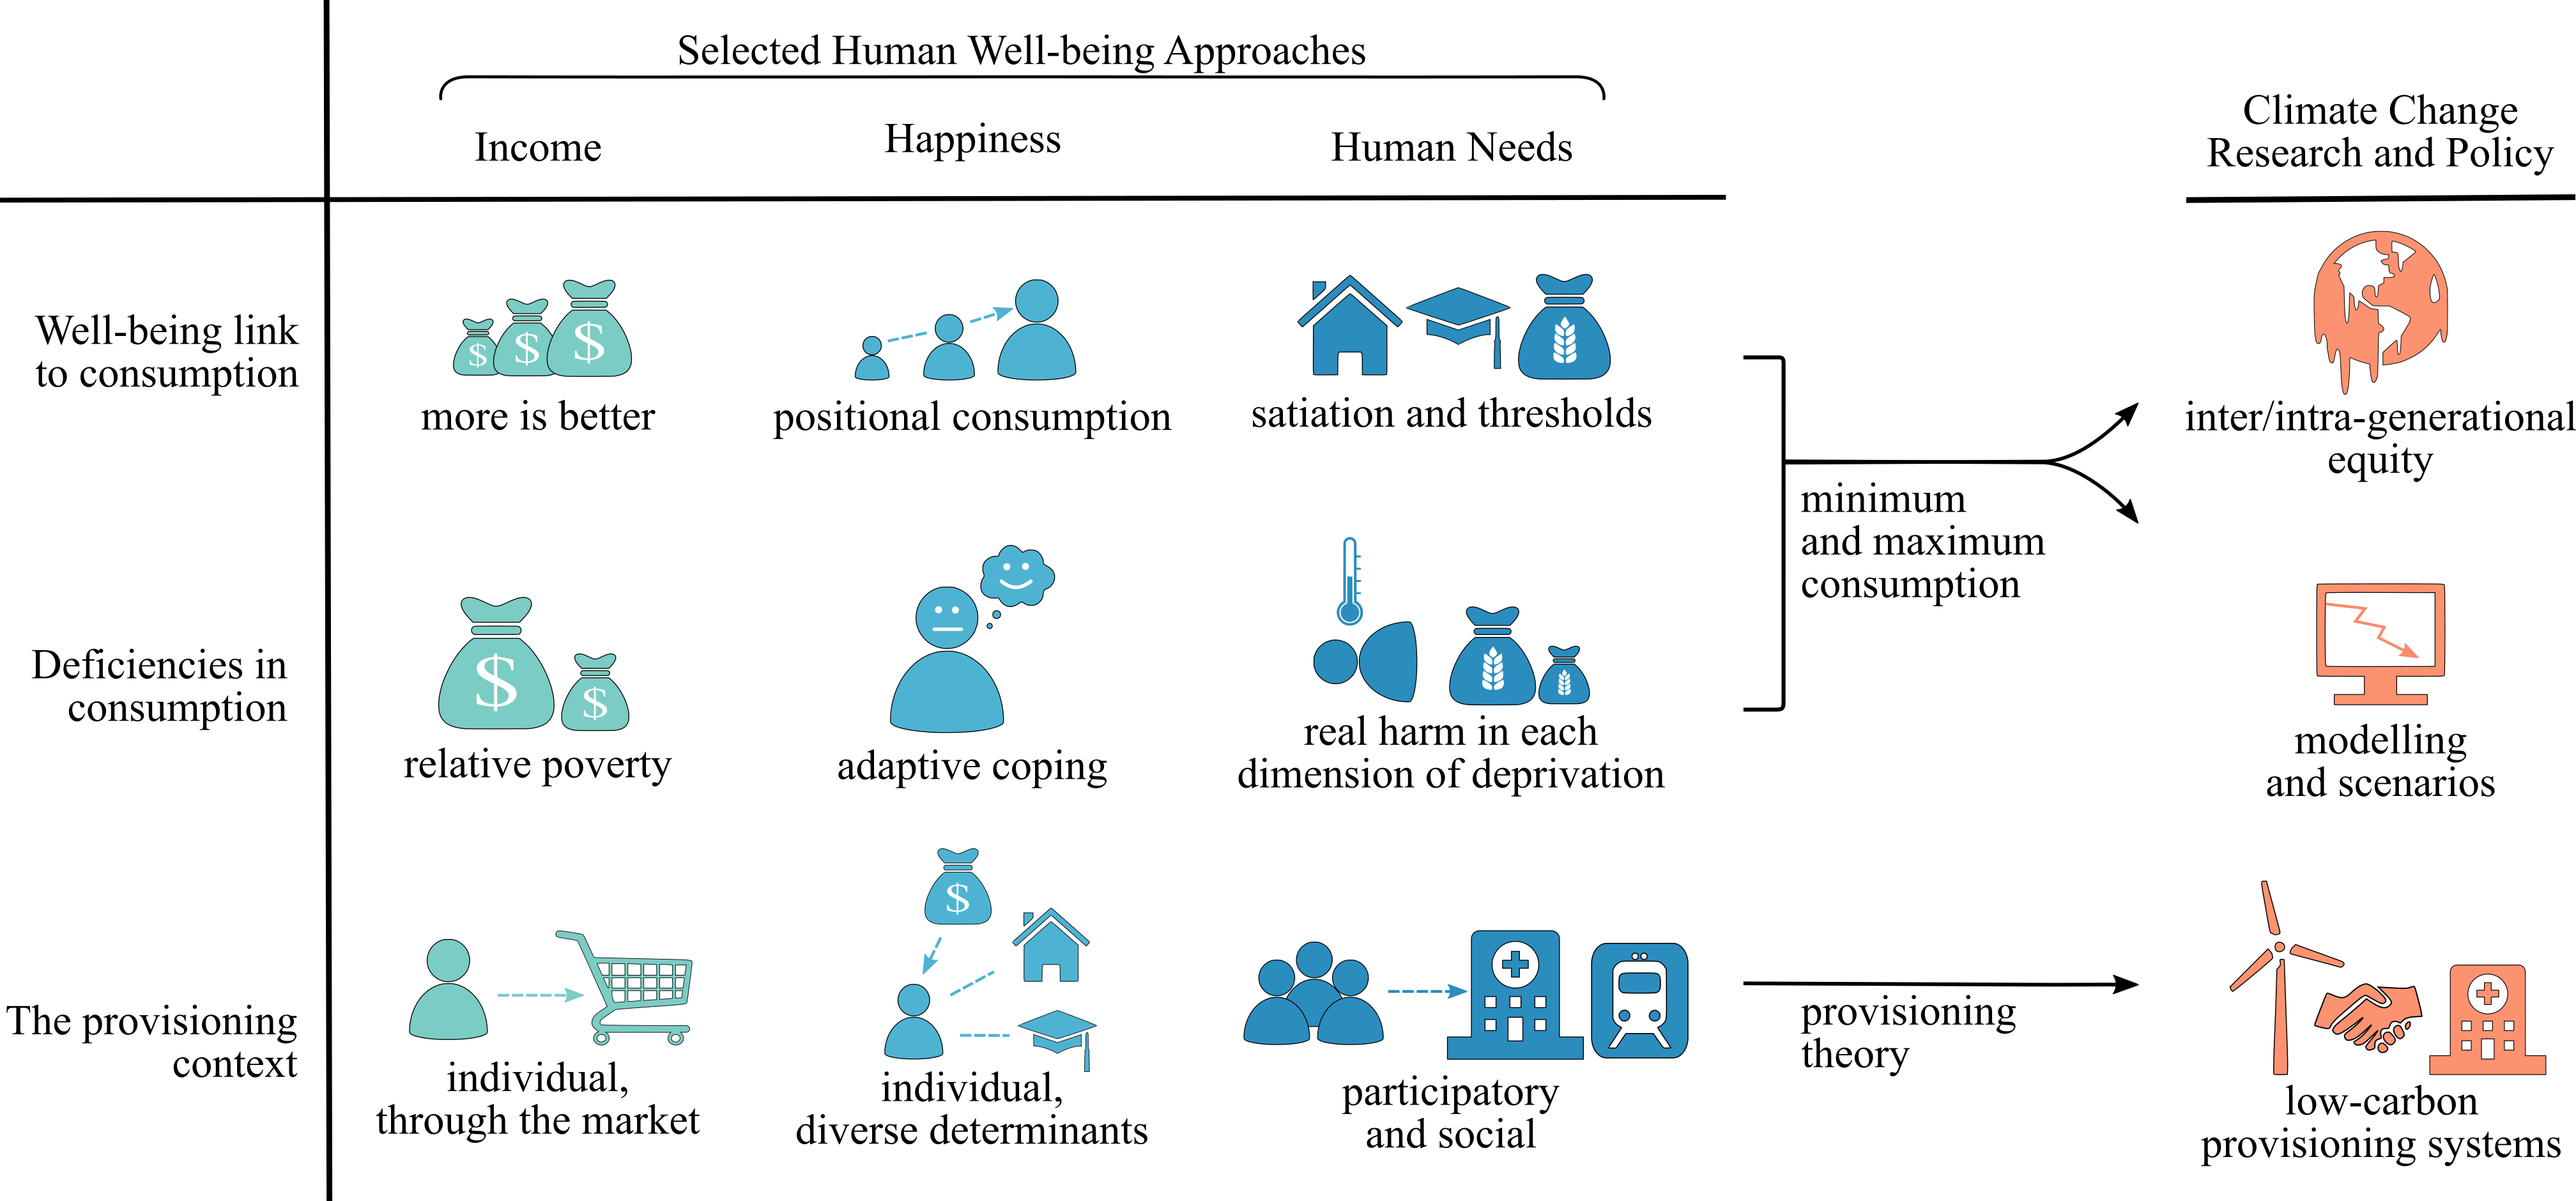 Selected Human Well-being Approaches
Income
Happiness
Human Needs
Climate Change
Research and Policy
Well-being link
to consumption
$ $ $
more is better
positional consumption
satiation and thresholds
minimum
and maximum
consumption
inter/intra-generational
equity
Deficiencies in
consumption
$ $
relative poverty
adaptive coping
real harm in each
dimension of deprivation
modelling
and scenarios
The provisioning
context
individual,
through the market
$
individual,
diverse determinants
participatory
and social
provisioning
theory
low-carbon
provisioning systems